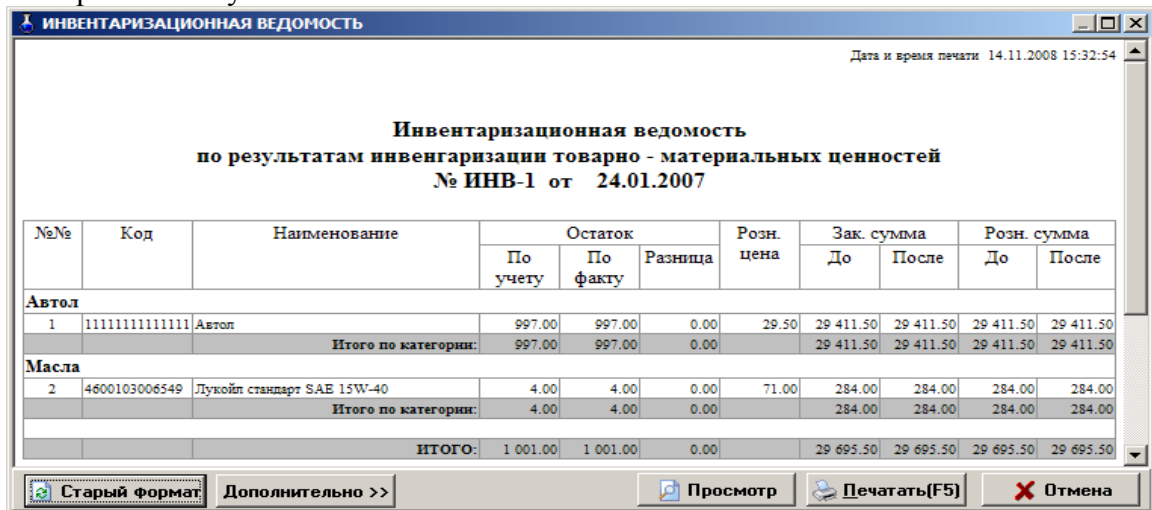 ИНВЕНТАРИЗАЦИОННАЯ ВЕДОМОСТЬ
Дата и время печати 14.11.2008 15:32:54
Инвентаризационная ведомость
по результатам инвенгаризации товарно - материальных ценностей
№ ИНВ-1 от 24.01.2007
№№ Код Наименование Остаток Розн. Зак. сумма Розн. сумма
По По Разница цена До После До После
учету факту
Автол
1 11111111111111 Автол 997.00 997.00 0.00 29.50 29 411.50 29 411.50 29 411.50 29 411.50
Итого по категории: 997.00 997.00 0.00 29 411.50 29 411.50 29 411.50 29 411.50
Масла
2 4600103006549 Лукойл стандарт SAE 15W-40 4.00 4.00 0.00 71.00 284.00 284.00 284.00 284.00
Итого по категории: 4.00 4.00 0.00 284.00 284.00 284.00 284.00
ИТОГО: 1 001.00 1 001.00 0.00 29 695.50 29 695.50 29 695.50 29 695.50
Старый формат Дополнительно >> Просмотр Печатать(F5) Отмена